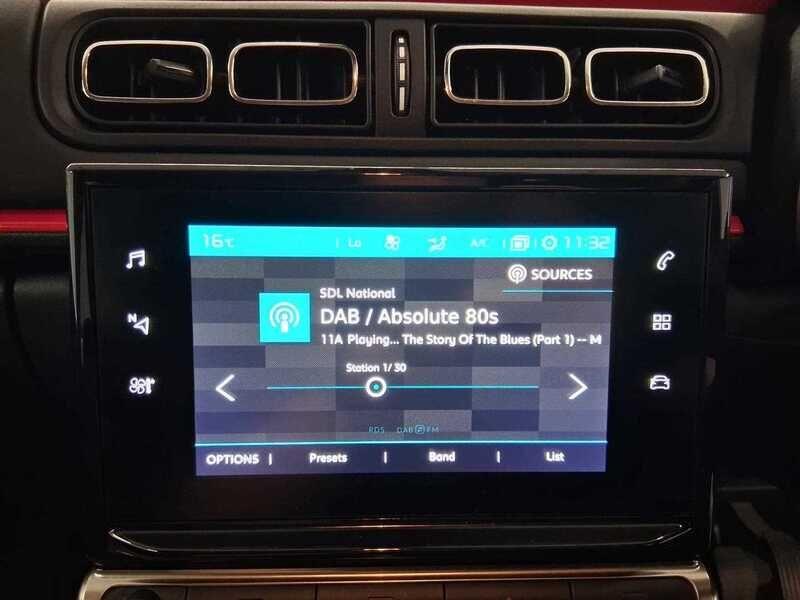 16°C Lo A/C 11:32
SOURCES
SDL National
DAB / Absolute 80s
11A Playing... The Story Of The Blues (Part 1) -- M
Station 1/ 30
RDS DAB FM
OPTIONS | Presets | Band | List
N